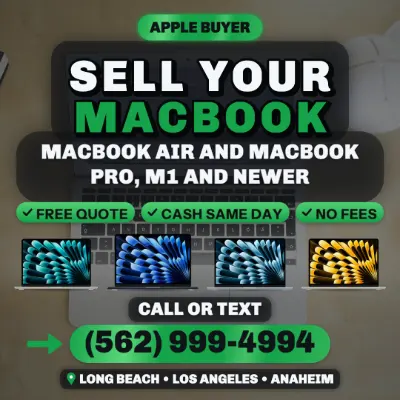 APPLE BUYER
SELL YOUR
MACBOOK
MACBOOK AIR AND MACBOOK
PRO, M1 AND NEWER
FREE QUOTE
CASH SAME DAY
NO FEES
CALL OR TEXT
(562) 999-4994
LONG BEACH • LOS ANGELES • ANAHEIM